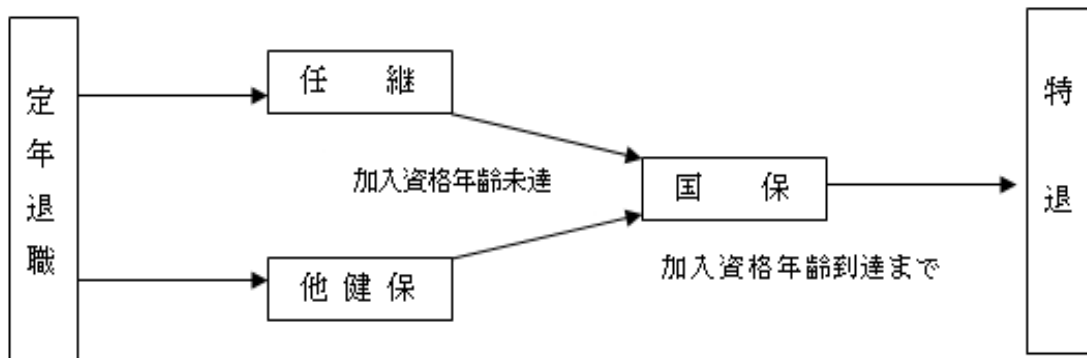 定年退職
任継
加入資格年齢未達
他健保
国保
加入資格年齢到達まで
特退